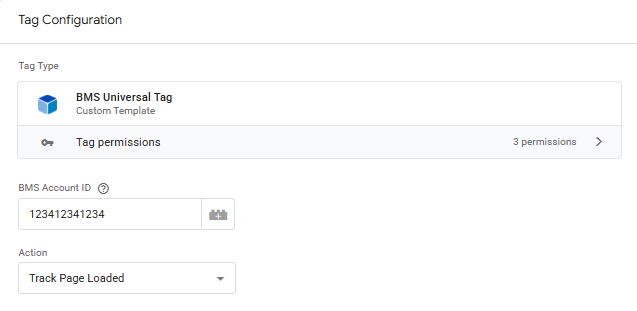 Tag Configuration
Tag Type
BMS Universal Tag
Custom Template
Tag permissions 3 permissions
BMS Account ID
123412341234
Action
Track Page Loaded